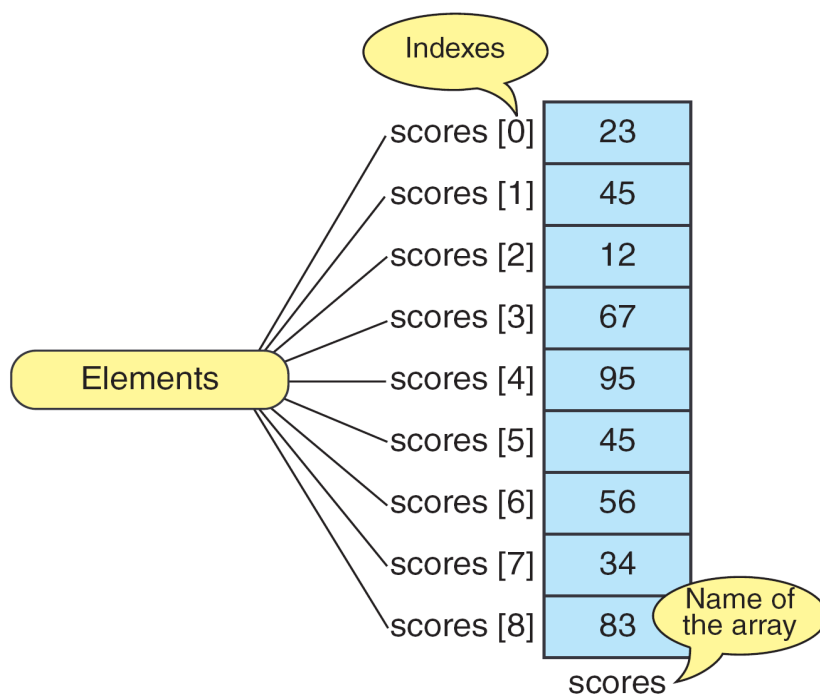 Indexes
scores [0] 23
scores [1] 45
scores [2] 12
scores [3] 67
Elements
scores [4] 95
scores [5] 45
scores [6] 56
scores [7] 34
scores [8] 83
Name of
the array
scores